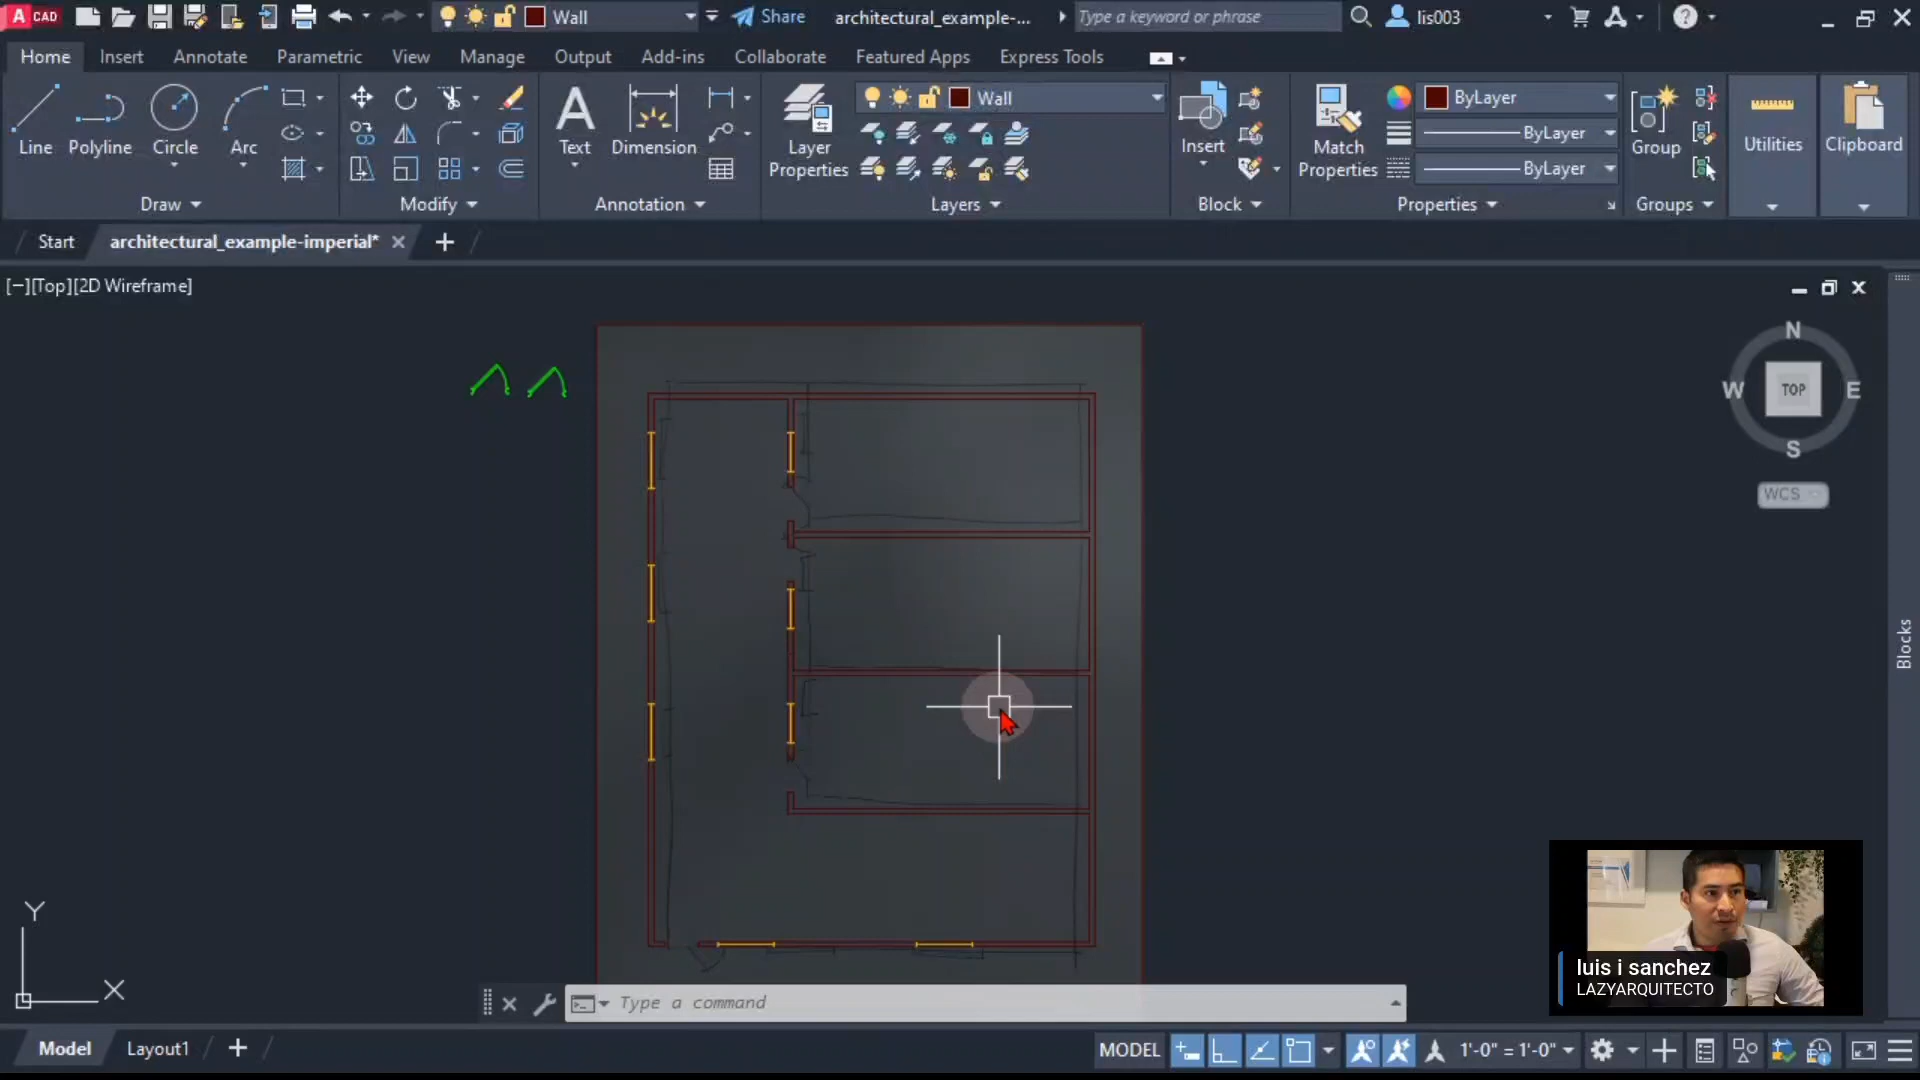 A CAD
Wall
Share
architectural_example-...
Type a keyword or phrase
lis003
?
Home
Insert
Annotate
Parametric
View
Manage
Output
Add-ins
Collaborate
Featured Apps
Express Tools
Line
Polyline
Circle
Arc
Draw
Modify
A
Text
Dimension
Annotation
Layer
Properties
Wall
Layers
Insert
Block
Match
Properties
ByLayer
ByLayer
ByLayer
Properties
Group
Groups
Utilities
Clipboard
Start
architectural_example-imperial*
[−][Top][2D Wireframe]
N
W
TOP
E
S
WCS
Blocks
Y
X
luis i sanchez
LAZYARQUITECTO
Type a command
Model
Layout1
MODEL
1'-0" = 1'-0"